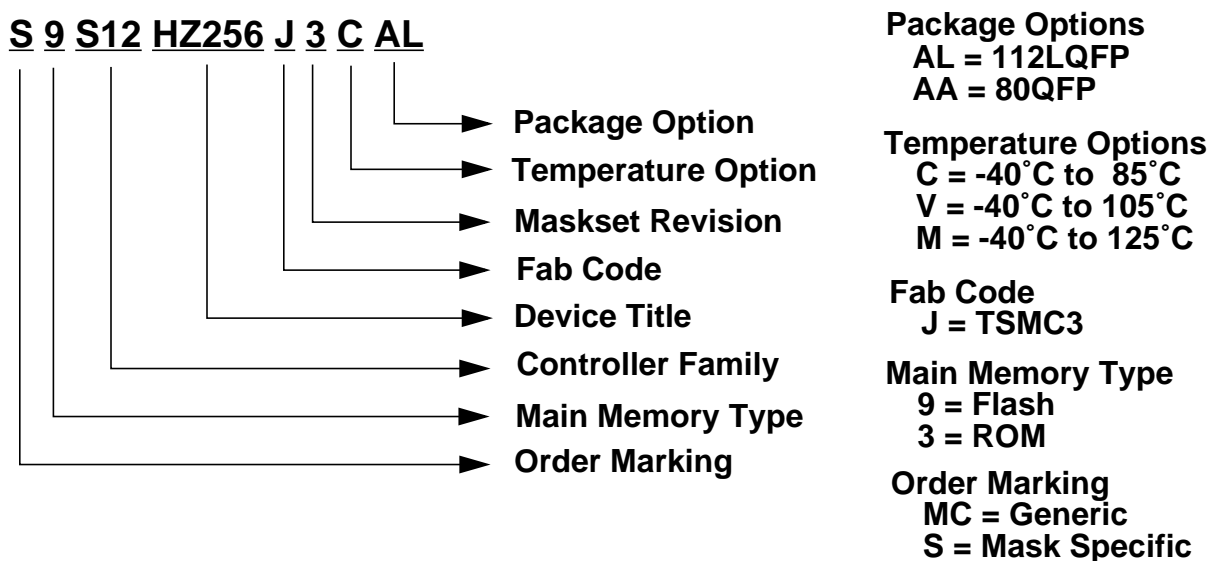 S 9 S12 HZ256 J 3 C AL
Package Option
Temperature Option
Maskset Revision
Fab Code
Device Title
Controller Family
Main Memory Type
Order Marking
Package Options
AL = 112LQFP
AA = 80QFP
Temperature Options
C = -40˚C to 85˚C
V = -40˚C to 105˚C
M = -40˚C to 125˚C
Fab Code
J = TSMC3
Main Memory Type
9 = Flash
3 = ROM
Order Marking
MC = Generic
S = Mask Specific